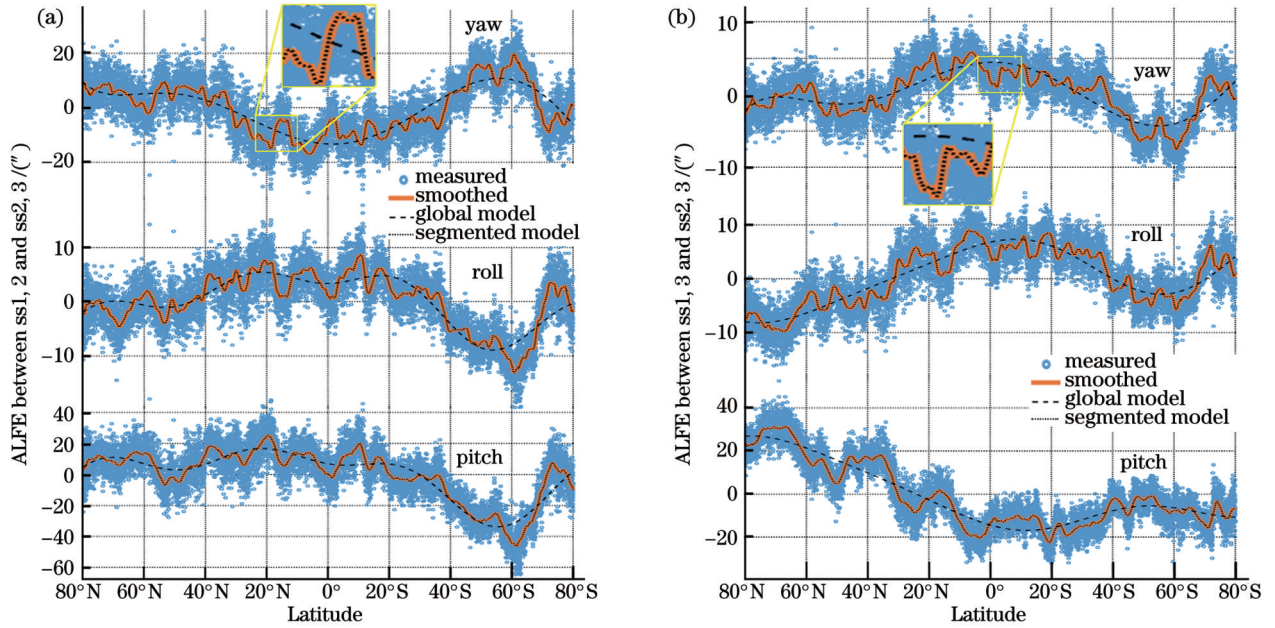 (a)
yaw
20
0
−20
measured
smoothed
global model
segmented model
10
0
−10
roll
40
20
0
−20
−40
−60
pitch
80°N 60°N 40°N 20°N 0° 20°S 40°S 60°S 80°S
Latitude
ALFE between ss1, 2 and ss2, 3 /(″)
(b)
10
0
−10
yaw
10
0
−10
roll
measured
smoothed
global model
segmented model
40
20
0
−20
pitch
80°N 60°N 40°N 20°N 0° 20°S 40°S 60°S 80°S
Latitude
ALFE between ss1, 3 and ss2, 3 /(″)